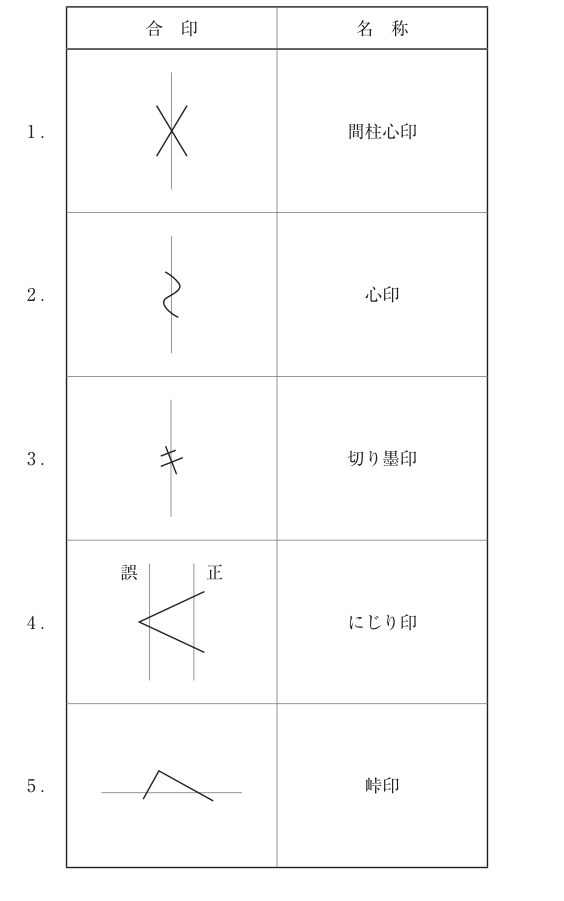 合 印 名 称
1. 間柱心印
2. 心印
3. 切り墨印
誤 正
4. にじり印
5. 峠印